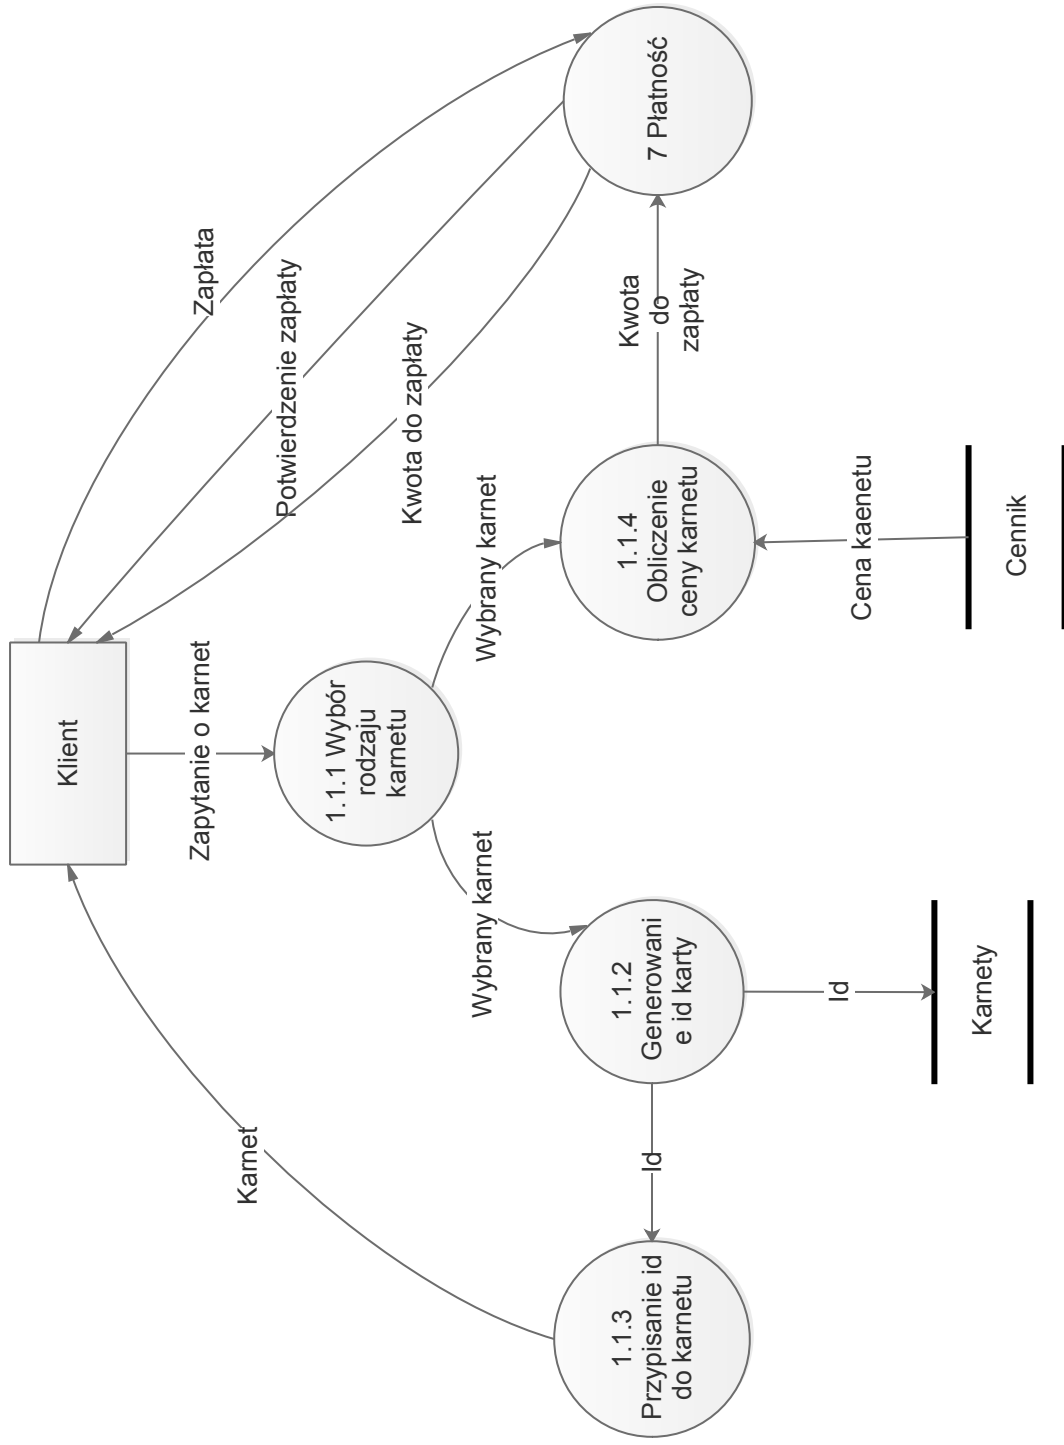 Klient
Zapłata
Potwierdzenie zapłaty
Kwota do zapłaty
Zapytanie o karnet
Karnet
1.1.1 Wybór
rodzaju
karnetu
Wybrany karnet
Wybrany karnet
1.1.3
Przypisanie id
do karnetu
Id
1.1.2
Generowani
e id karty
1.1.4
Obliczenie
ceny karnetu
Kwota
do
zapłaty
7 Płatność
Id
Cena kaenetu
Karnety
Cennik